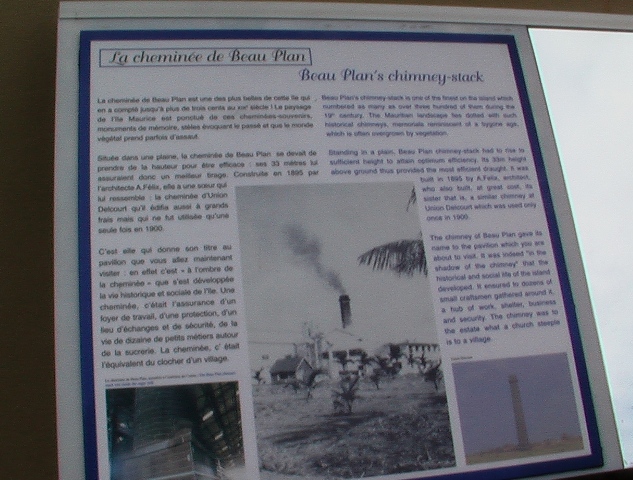 La cheminée de Beau Plan
Beau Plan's chimney-stack
La cheminée de Beau Plan est une des plus belles de cette île qui
en a compté jusqu'à plus de trois cents au XIXe siècle ! Le paysage
de l'île Maurice est ponctué de ces cheminées-souvenirs,
monuments de mémoire, stèles évoquant le passé et que le monde
végétal prend parfois d'assaut.
Située dans une plaine, la cheminée de Beau Plan se devait de
prendre de la hauteur pour être efficace : ses 33 mètres lui
assuraient donc un meilleur tirage. Construite en 1895 par
l'architecte A.Félix, elle a une sœur qui
lui ressemble : la cheminée d'Union
Delcourt qu'il édifia aussi à grands
frais mais qui ne fut utilisée qu'une
seule fois en 1900.
C'est elle qui donne son titre au
pavillon que vous allez maintenant
visiter : en effet c'est « à l'ombre de
la cheminée » que s'est développée
la vie historique et sociale de l'île. Une
cheminée, c'était l'assurance d'un
foyer de travail, d'une protection, d'un
lieu d'échanges et de sécurité, de la
vie de dizaine de petits métiers autour
de la sucrerie. La cheminée, c' était
l'équivalent du clocher d'un village.
Beau Plan's chimney-stack is one of the finest on the island which
numbered as many as over three hundred of them during the
19th century. The Mauritian landscape lies dotted with such
historical chimneys, memorials reminiscent of a bygone age,
which is often overgrown by vegetation.
Standing in a plain, Beau Plan chimney-stack had to rise to
sufficient height to attain optimum efficiency. Its 33m height
above ground thus provided the most efficient draught. It was
built in 1895 by A.Felix, architect,
who also built, at great cost, its
sister that is, a similar chimney at
Union Delcourt which was used only
once in 1900.
The chimney of Beau Plan gave its
name to the pavilion which you are
about to visit. It was indeed "in the
shadow of the chimney" that the
historical and social life of the island
developed. It ensured to dozens of
small craftsmen gathered around it,
a hub of work, shelter, business
and security. The chimney was to
the estate what a church steeple
is to a village.